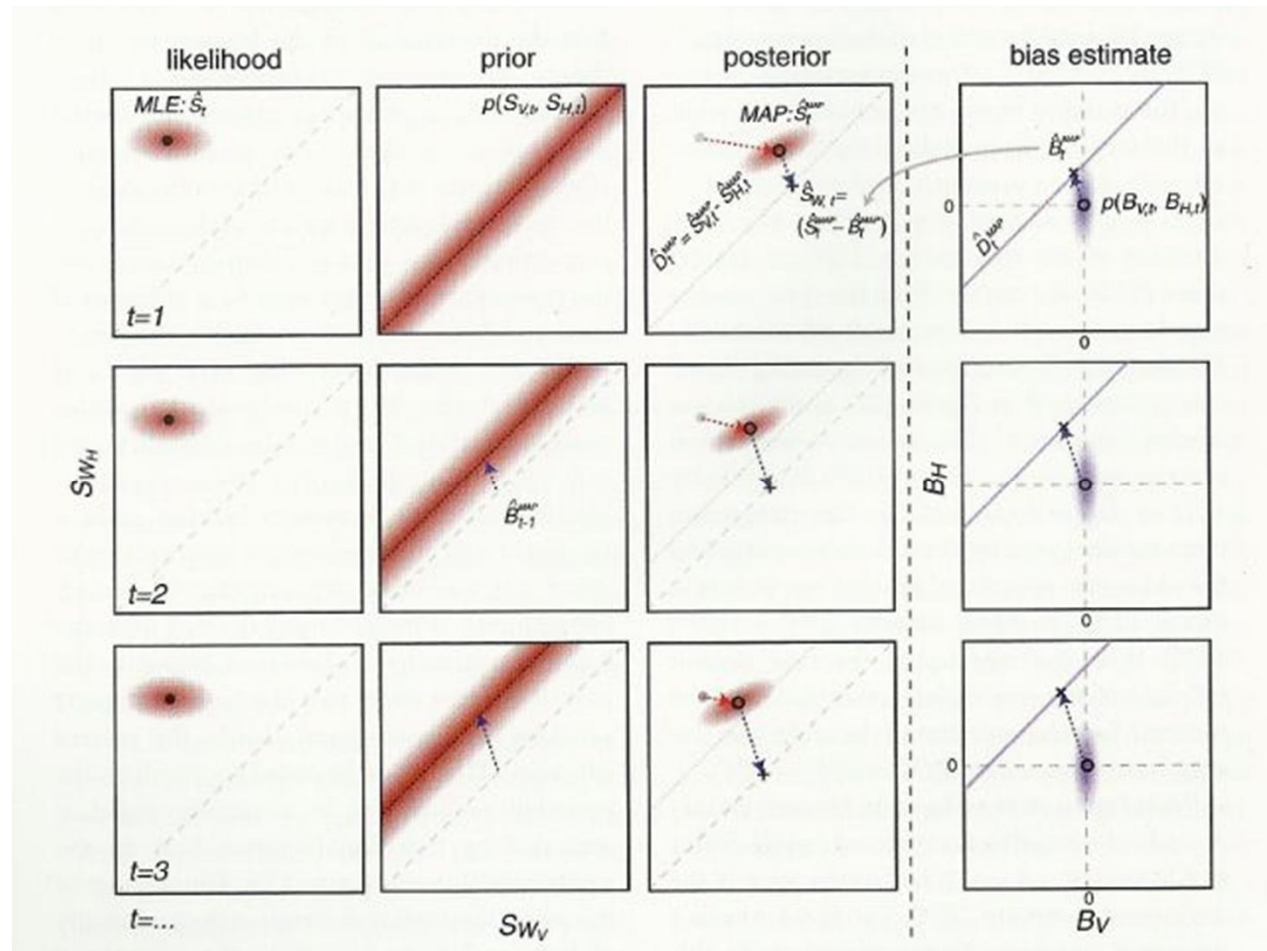 likelihood
prior
posterior
bias estimate
MLE: Ŝt
p(SV,t, SH,t)
MAP: ŜtMAP
D̂tMAP = ŜV,tMAP - ŜH,tMAP
ŜW,t=
(ŜtMAP - B̂tMAP)
B̂tMAP
p(BV,t, BH,t)
D̂tMAP
0
0
t=1
B̂t-1MAP
t=2
0
SWH
BH
0
0
t=3
t=...
SWV
BV